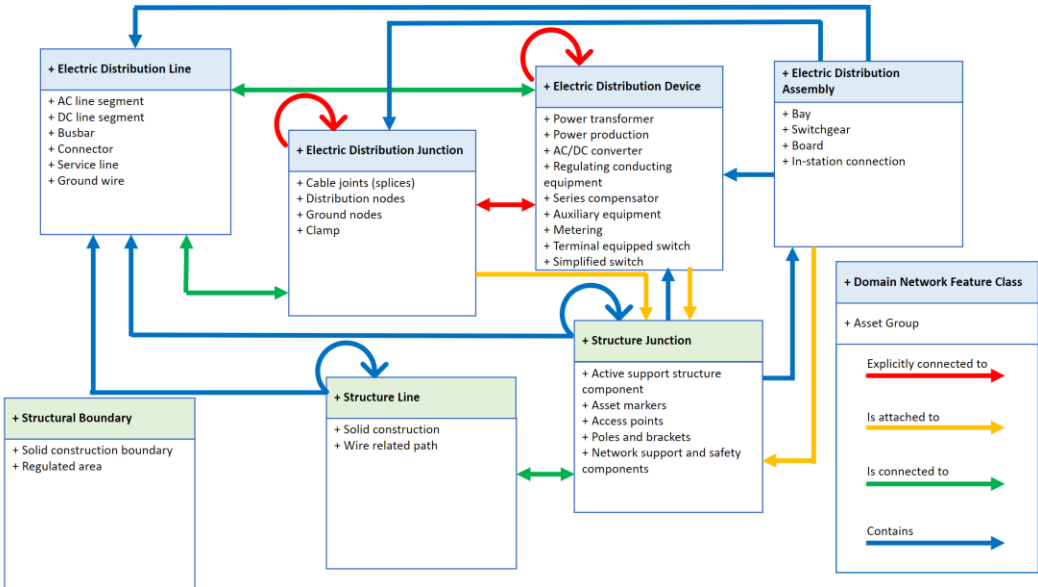 + Electric Distribution Line
+ AC line segment
+ DC line segment
+ Busbar
+ Connector
+ Service line
+ Ground wire
+ Electric Distribution Junction
+ Cable joints (splices)
+ Distribution nodes
+ Ground nodes
+ Clamp
+ Electric Distribution Device
+ Power transformer
+ Power production
+ AC/DC converter
+ Regulating conducting
equipment
+ Series compensator
+ Auxiliary equipment
+ Metering
+ Terminal equipped switch
+ Simplified switch
+ Electric Distribution
Assembly
+ Bay
+ Switchgear
+ Board
+ In-station connection
+ Structural Boundary
+ Solid construction boundary
+ Regulated area
+ Structure Line
+ Solid construction
+ Wire related path
+ Structure Junction
+ Active support structure
component
+ Asset markers
+ Access points
+ Poles and brackets
+ Network support and safety
components
+ Domain Network Feature Class
+ Asset Group
Explicitly connected to
Is attached to
Is connected to
Contains